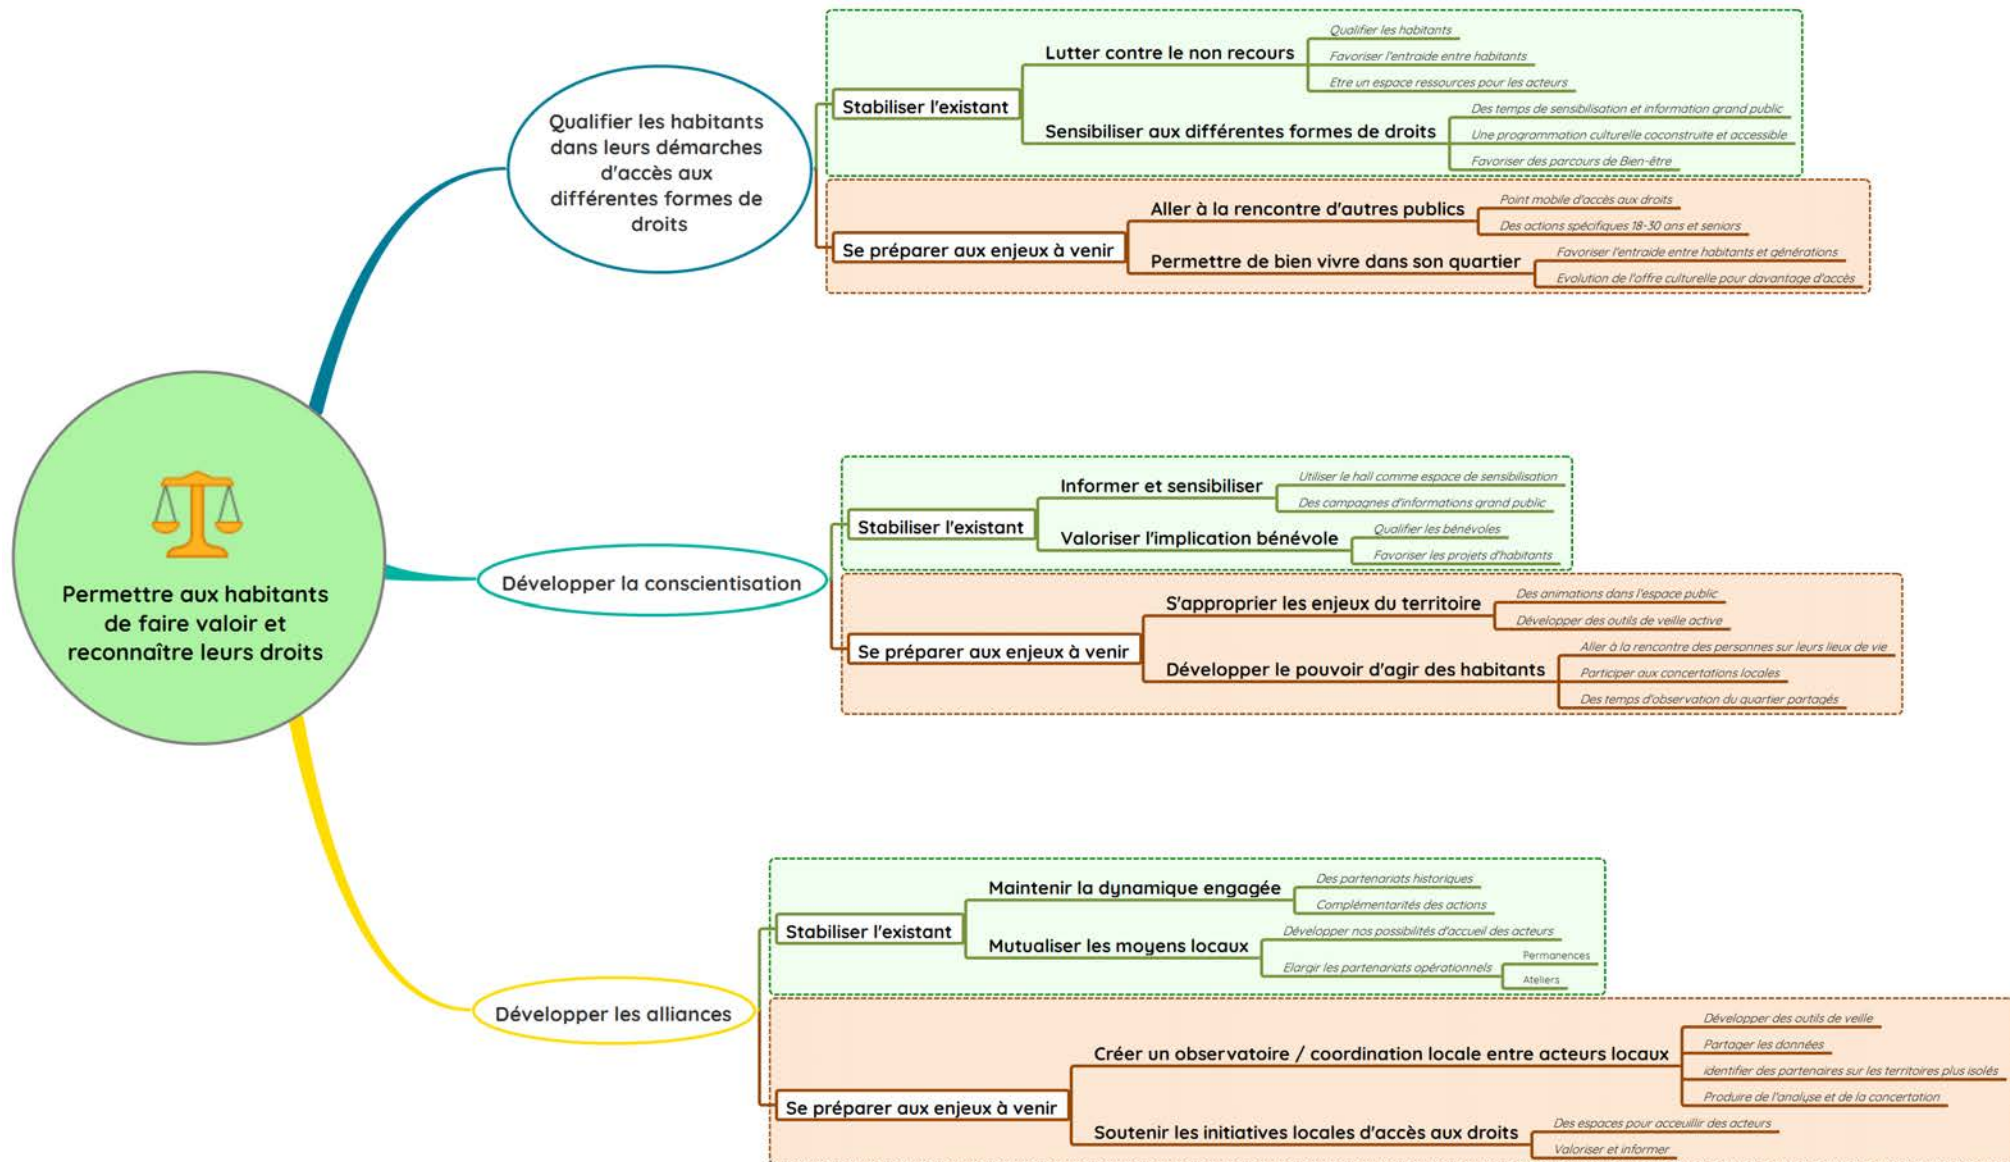 Permettre aux habitants
de faire valoir et
reconnaître leurs droits
Qualifier les habitants
dans leurs démarches
d'accès aux
différentes formes de
droits
Stabiliser l'existant
Lutter contre le non recours
Qualifier les habitants
Favoriser l'entraide entre habitants
Etre un espace ressources pour les acteurs
Sensibiliser aux différentes formes de droits
Des temps de sensibilisation et information grand public
Une programmation culturelle coconstruite et accessible
Favoriser des parcours de Bien-être
Se préparer aux enjeux à venir
Aller à la rencontre d'autres publics
Point mobile d'accès aux droits
Des actions spécifiques 18-30 ans et seniors
Permettre de bien vivre dans son quartier
Favoriser l'entraide entre habitants et générations
Evolution de l'offre culturelle pour davantage d'accès
Développer la conscientisation
Stabiliser l'existant
Informer et sensibiliser
Utiliser le hall comme espace de sensibilisation
Des campagnes d'informations grand public
Valoriser l'implication bénévole
Qualifier les bénévoles
Favoriser les projets d'habitants
Se préparer aux enjeux à venir
S'approprier les enjeux du territoire
Des animations dans l'espace public
Développer des outils de veille active
Développer le pouvoir d'agir des habitants
Aller à la rencontre des personnes sur leurs lieux de vie
Participer aux concertations locales
Des temps d'observation du quartier partagés
Développer les alliances
Stabiliser l'existant
Maintenir la dynamique engagée
Des partenariats historiques
Complémentarités des actions
Mutualiser les moyens locaux
Développer nos possibilités d'accueil des acteurs
Elargir les partenariats opérationnels
Permanences
Ateliers
Se préparer aux enjeux à venir
Créer un observatoire / coordination locale entre acteurs locaux
Développer des outils de veille
Partager les données
identifier des partenaires sur les territoires plus isolés
Produire de l'analyse et de la concertation
Soutenir les initiatives locales d'accès aux droits
Des espaces pour acceuillir des acteurs
Valoriser et informer